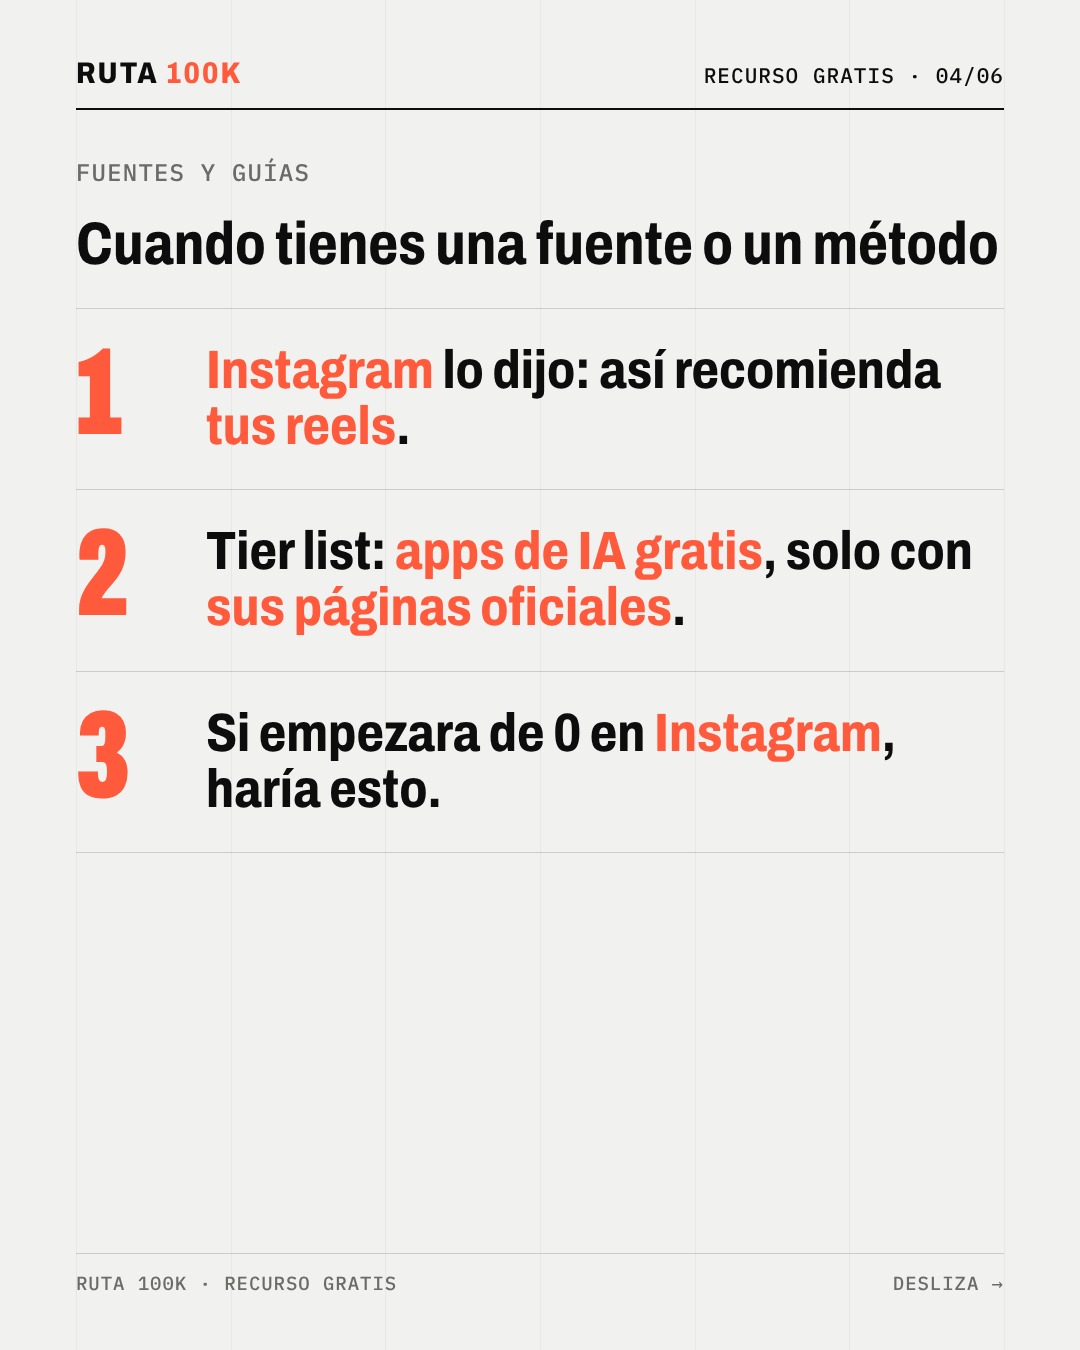 RUTA 100K
RECURSO GRATIS · 04/06
FUENTES Y GUÍAS
Cuando tienes una fuente o un método
1
Instagram lo dijo: así recomienda
tus reels.
2
Tier list: apps de IA gratis, solo con
sus páginas oficiales.
3
Si empezara de 0 en Instagram,
haría esto.
RUTA 100K · RECURSO GRATIS
DESLIZA →